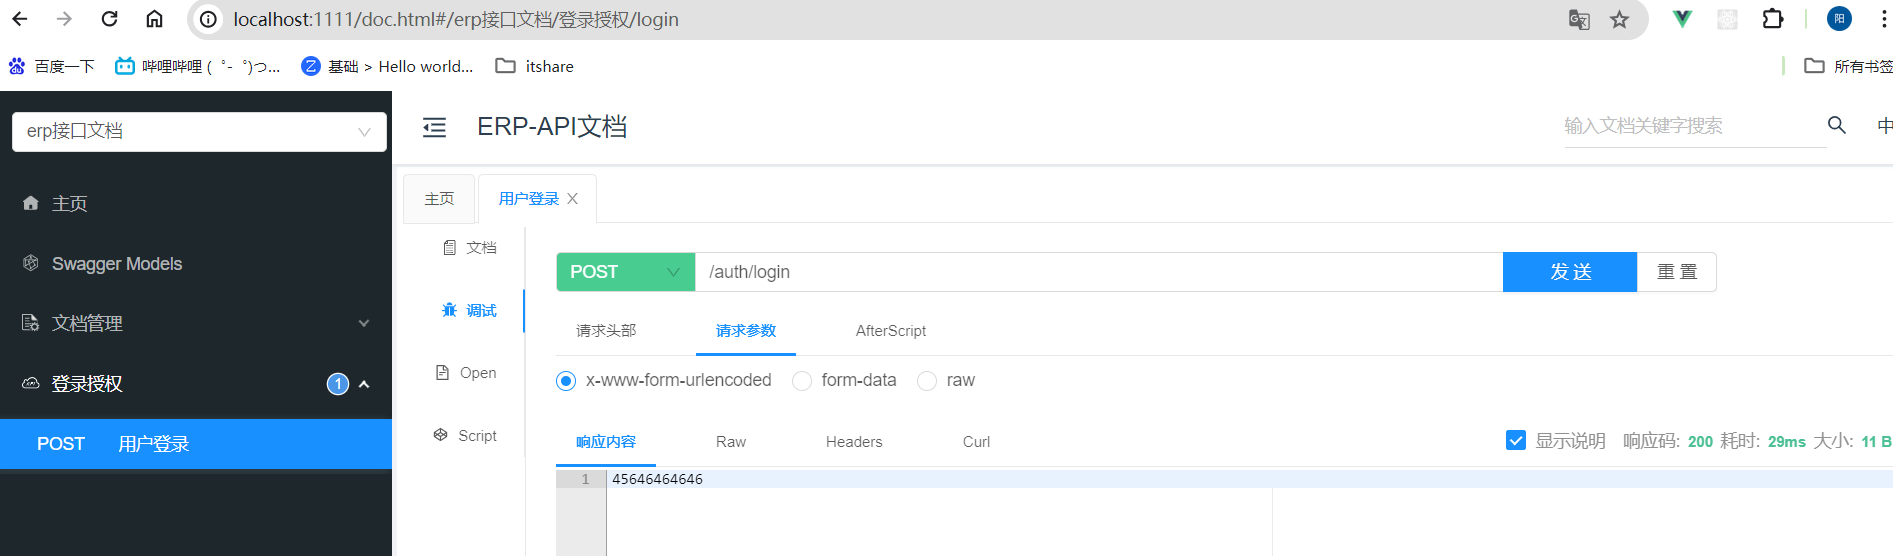 localhost:1111/doc.html#/erp接口文档/登录授权/login
阳
百度一下 哔哩哔哩 (゜-゜)つ... 基础 > Hello world... itshare 所有书签
erp接口文档
ERP-API文档
输入文档关键字搜索
中
主页
用户登录
主页
Swagger Models
文档管理
登录授权 1
POST 用户登录
文档
调试
Open
Script
POST /auth/login 发 送 重 置
请求头部 请求参数 AfterScript
x-www-form-urlencoded form-data raw
响应内容 Raw Headers Curl 显示说明 响应码: 200 耗时: 29ms 大小: 11 B
1 45646464646